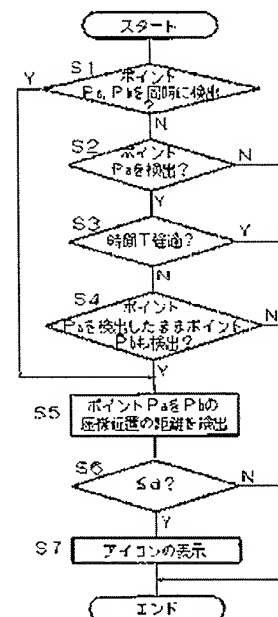 スタート
S1
ポイント
Pa, Pbを同時に検出
?
Y
N
S2
ポイント
Paを検出?
N
Y
S3
時間T経過?
Y
N
S4
ポイント
Paを検出したままポイント
Pbも検出?
N
Y
S5
ポイントPaをPbの
座標位置の距離を検出
S6
≦d?
N
Y
S7
アイコンの表示
エンド